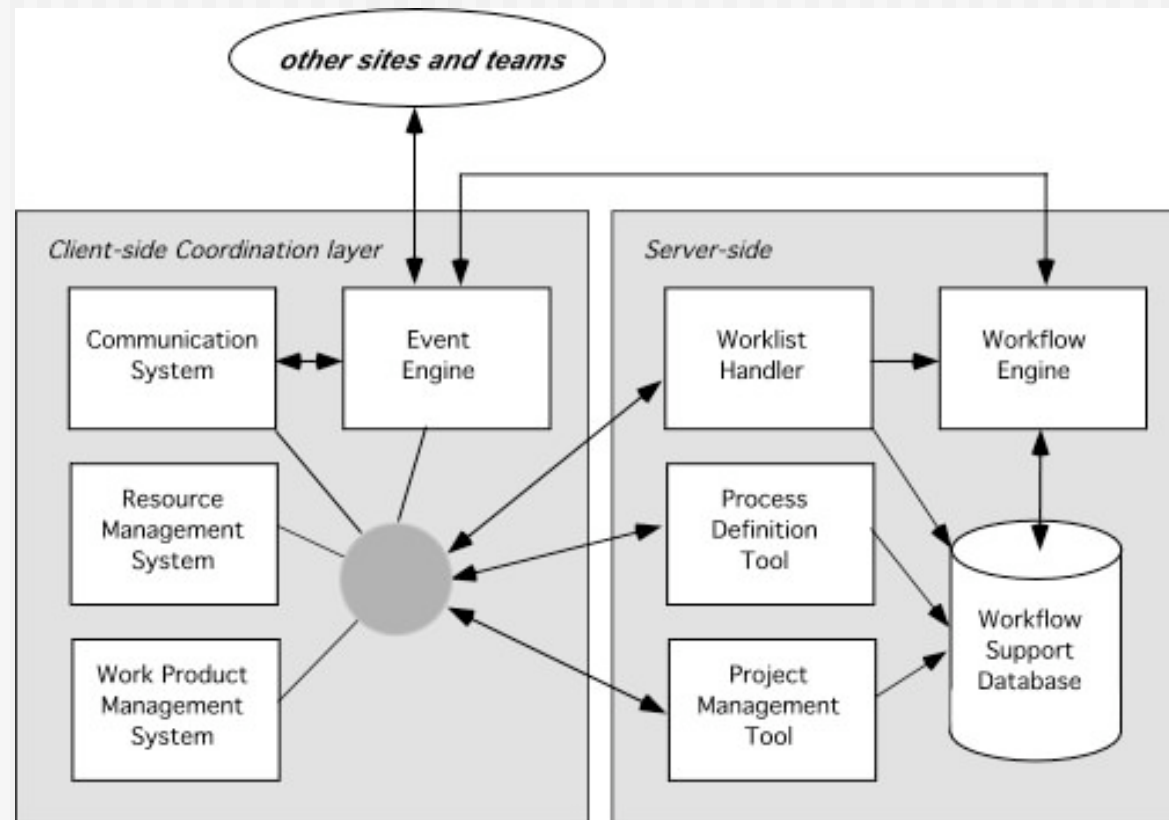 other sites and teams
Client-side Coordination layer
Communication
System
Event
Engine
Resource
Management
System
Work Product
Management
System
Server-side
Worklist
Handler
Workflow
Engine
Process
Definition
Tool
Project
Management
Tool
Workflow
Support
Database